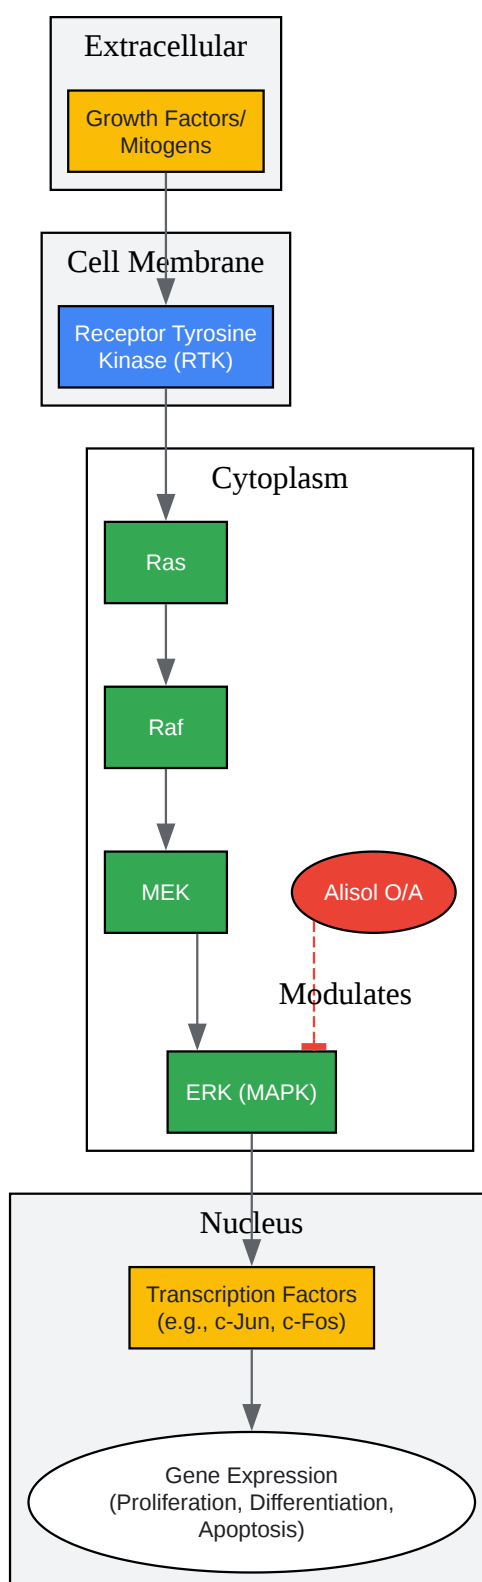 Extracellular
Growth Factors/
Mitogens
Cell Membrane
Receptor Tyrosine
Kinase (RTK)
Cytoplasm
Ras
Raf
MEK
Alisol O/A
Modulates
ERK (MAPK)
Nucleus
Transcription Factors
(e.g., c-Jun, c-Fos)
Gene Expression
(Proliferation, Differentiation,
Apoptosis)